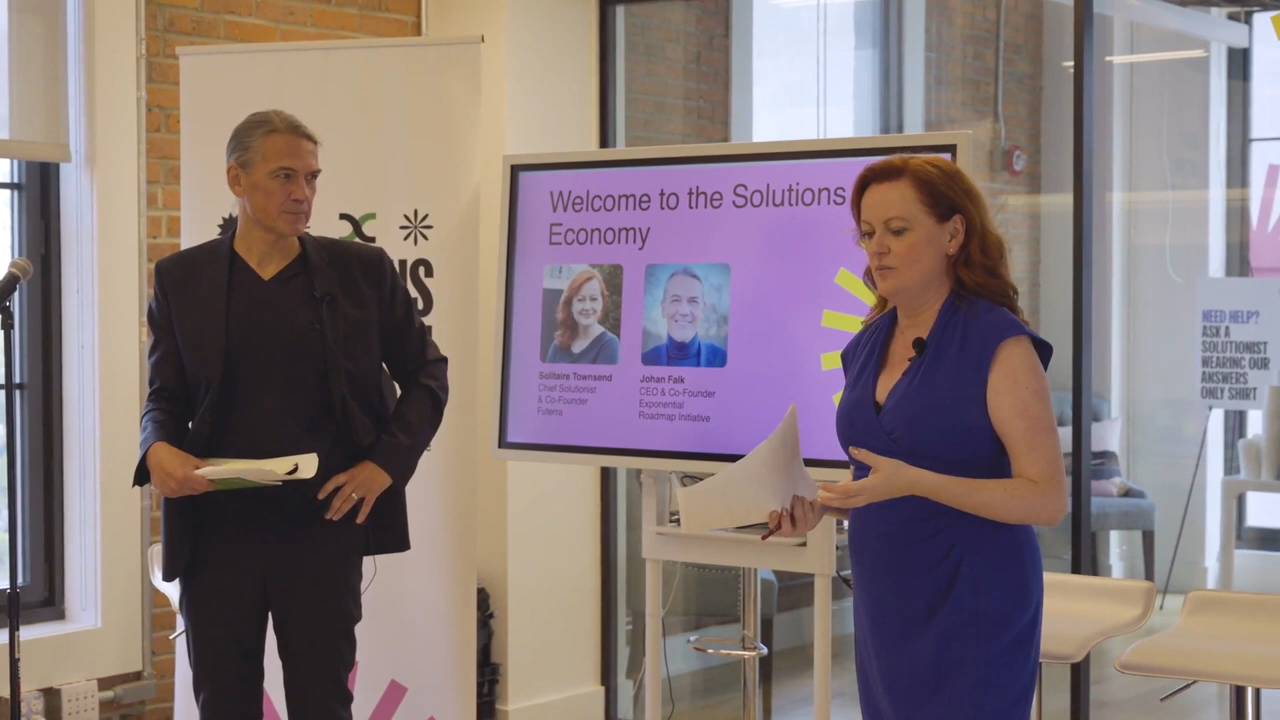 Welcome to the Solutions
Economy
Solitaire Townsend
Chief Solutionist
& Co-Founder
Futerra
Johan Falk
CEO & Co-Founder
Exponential
Roadmap Initiative
NEED HELP?
ASK A
SOLUTIONIST
WEARING OUR
ANSWERS
ONLY SHIRT